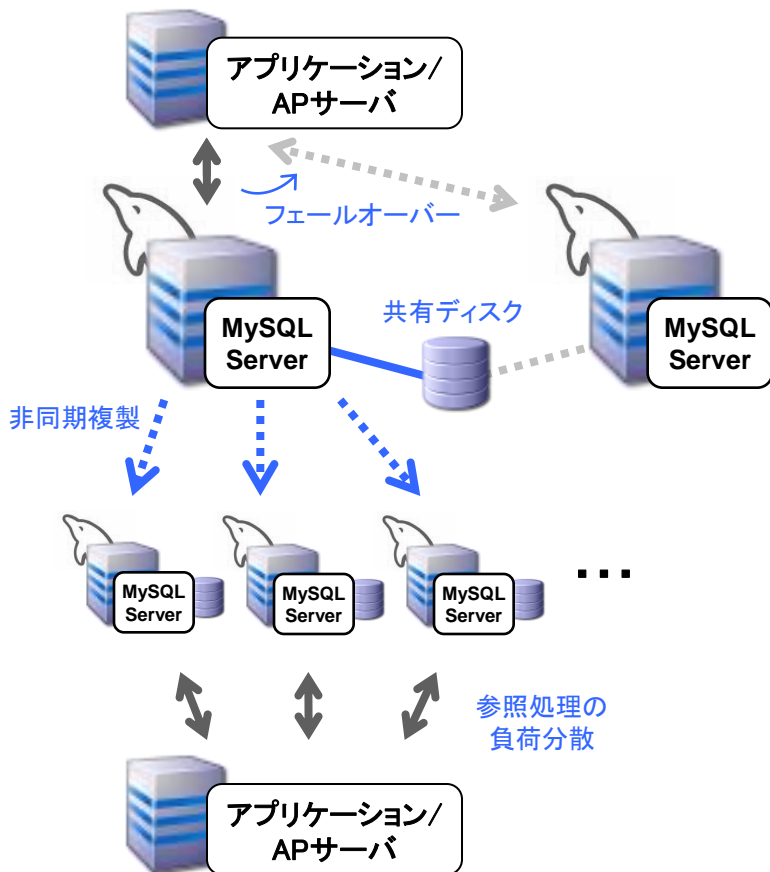 アプリケーション/
APサーバ
フェールオーバー
共有ディスク
MySQL
Server
MySQL
Server
非同期複製
MySQL
Server
MySQL
Server
MySQL
Server
...
参照処理の
負荷分散
アプリケーション/
APサーバ